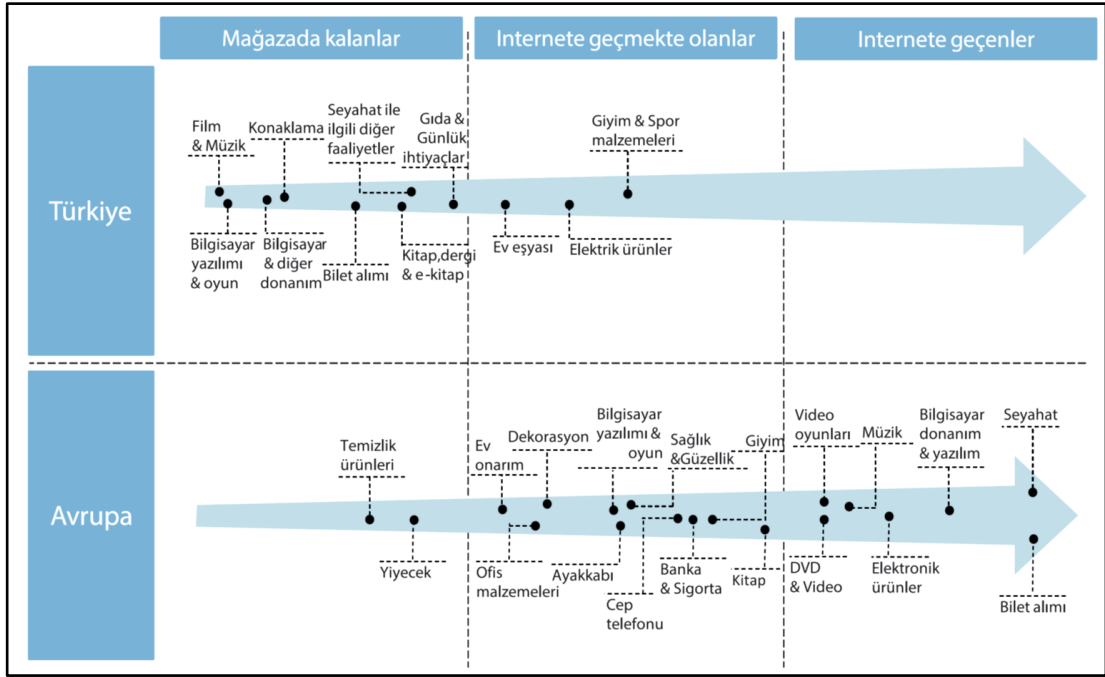 Mağazada kalanlar
Internete geçmekte olanlar
Internete geçenler
Türkiye
Film
& Müzik
Konaklama
Seyahat ile
ilgili diğer
faaliyetler
Gıda &
Günlük
ihtiyaçlar
Giyim & Spor
malzemeleri
Bilgisayar
yazılımı
& oyun
Bilgisayar
& diğer
donanım
Bilet alımı
Kitap,dergi
& e-kitap
Ev eşyası
Elektrik ürünler
Avrupa
Temizlik
ürünleri
Ev
onarım
Dekorasyon
Bilgisayar
yazılımı &
oyun
Sağlık
&Güzellik
Giyim
Video
oyunları
Müzik
Bilgisayar
donanım
& yazılım
Seyahat
Yiyecek
Ofis
malzemeleri
Ayakkabı
Cep
telefonu
Banka
& Sigorta
Kitap
DVD
& Video
Elektronik
ürünler
Bilet alımı